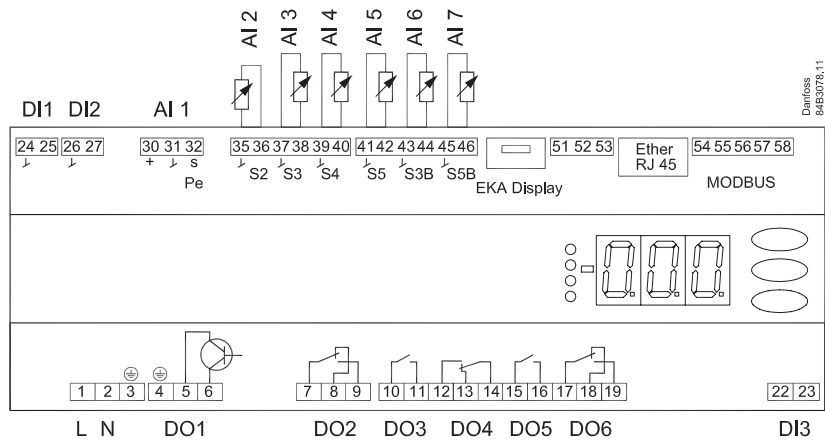 AI 2 AI 3 AI 4 AI 5 AI 6 AI 7
Danfoss
84B3078.11
DI1 DI2 AI 1
24 25 26 27 30 31 32 35 36 37 38 39 40 41 42 43 44 45 46 51 52 53 Ether 54 55 56 57 58
RJ 45
+ s S2 S3 S4 S5 S3B S5B
Pe EKA Display MODBUS
000
1 2 3 4 5 6 7 8 9 10 11 12 13 14 15 16 17 18 19 22 23
L N DO1 DO2 DO3 DO4 DO5 DO6 DI3